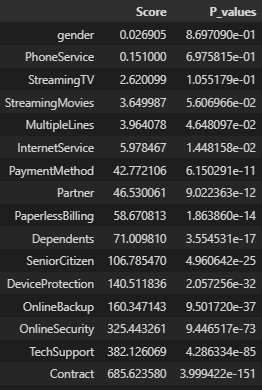 Score P_values
gender 0.026905 8.697090e-01
PhoneService 0.151000 6.975815e-01
StreamingTV 2.620099 1.055179e-01
StreamingMovies 3.649987 5.606966e-02
MultipleLines 3.964078 4.648097e-02
InternetService 5.978467 1.448158e-02
PaymentMethod 42.772106 6.150291e-11
Partner 46.530061 9.022363e-12
PaperlessBilling 58.670813 1.863860e-14
Dependents 71.009810 3.554531e-17
SeniorCitizen 106.785470 4.960642e-25
DeviceProtection 140.511836 2.057256e-32
OnlineBackup 160.347143 9.501720e-37
OnlineSecurity 325.443261 9.446517e-73
TechSupport 382.126069 4.286334e-85
Contract 685.623580 3.999422e-151